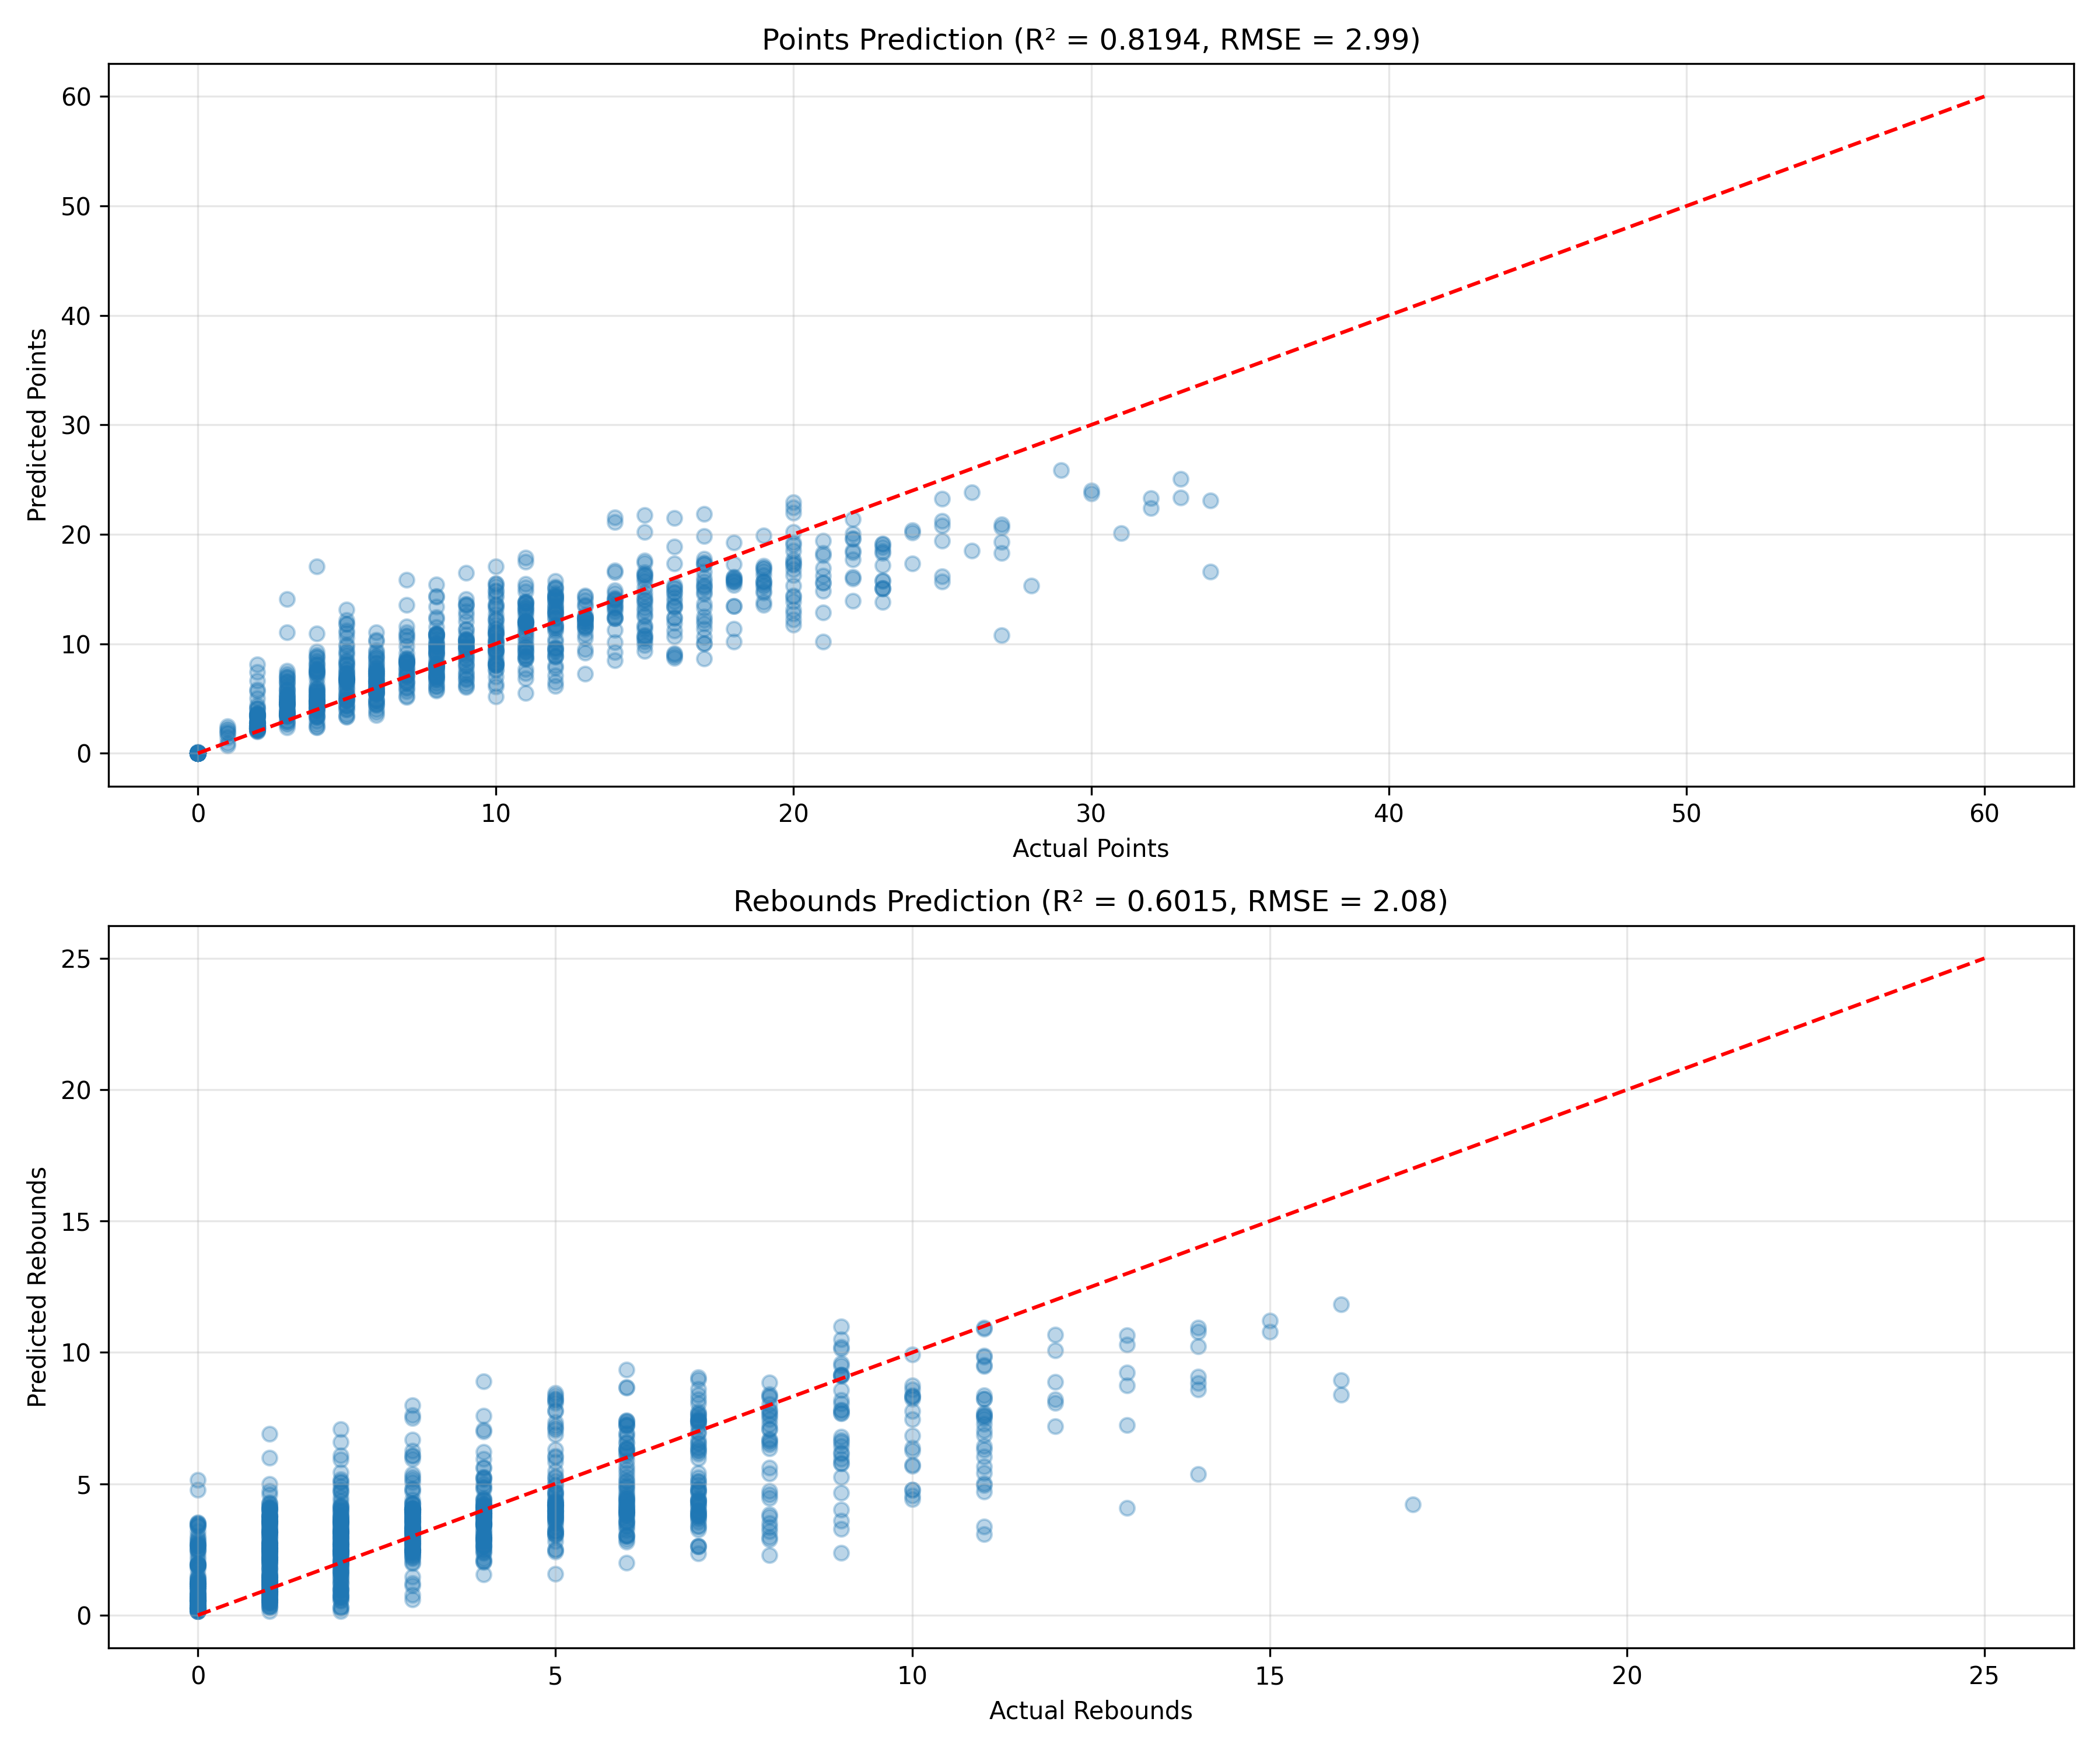 Points Prediction (R² = 0.8194, RMSE = 2.99)
60
50
40
30
20
10
0
Predicted Points
0 10 20 30 40 50 60
Actual Points
Rebounds Prediction (R² = 0.6015, RMSE = 2.08)
25
20
15
10
5
0
Predicted Rebounds
0 5 10 15 20 25
Actual Rebounds